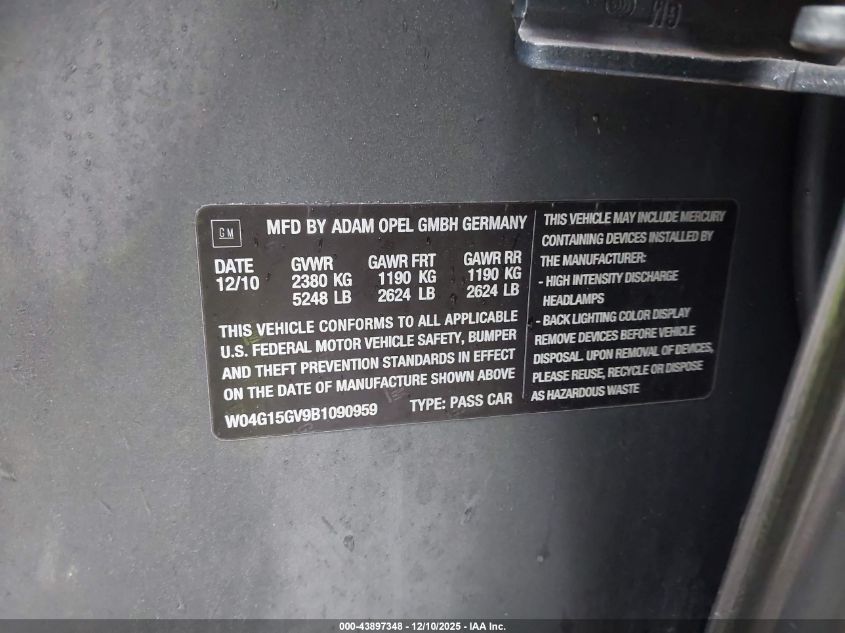 GM
MFD BY ADAM OPEL GMBH GERMANY
DATE GVWR GAWR FRT GAWR RR
12/10 2380 KG 1190 KG 1190 KG
5248 LB 2624 LB 2624 LB
THIS VEHICLE CONFORMS TO ALL APPLICABLE
U.S. FEDERAL MOTOR VEHICLE SAFETY, BUMPER
AND THEFT PREVENTION STANDARDS IN EFFECT
ON THE DATE OF MANUFACTURE SHOWN ABOVE
W04G15GV9B1090959 TYPE: PASS CAR
THIS VEHICLE MAY INCLUDE MERCURY
CONTAINING DEVICES INSTALLED BY
THE MANUFACTURER:
- HIGH INTENSITY DISCHARGE
HEADLAMPS
- BACK LIGHTING COLOR DISPLAY
REMOVE DEVICES BEFORE VEHICLE
DISPOSAL. UPON REMOVAL OF DEVICES,
PLEASE REUSE, RECYCLE OR DISPOSE
AS HAZARDOUS WASTE
000-43897348 - 12/10/2025 - IAA Inc.